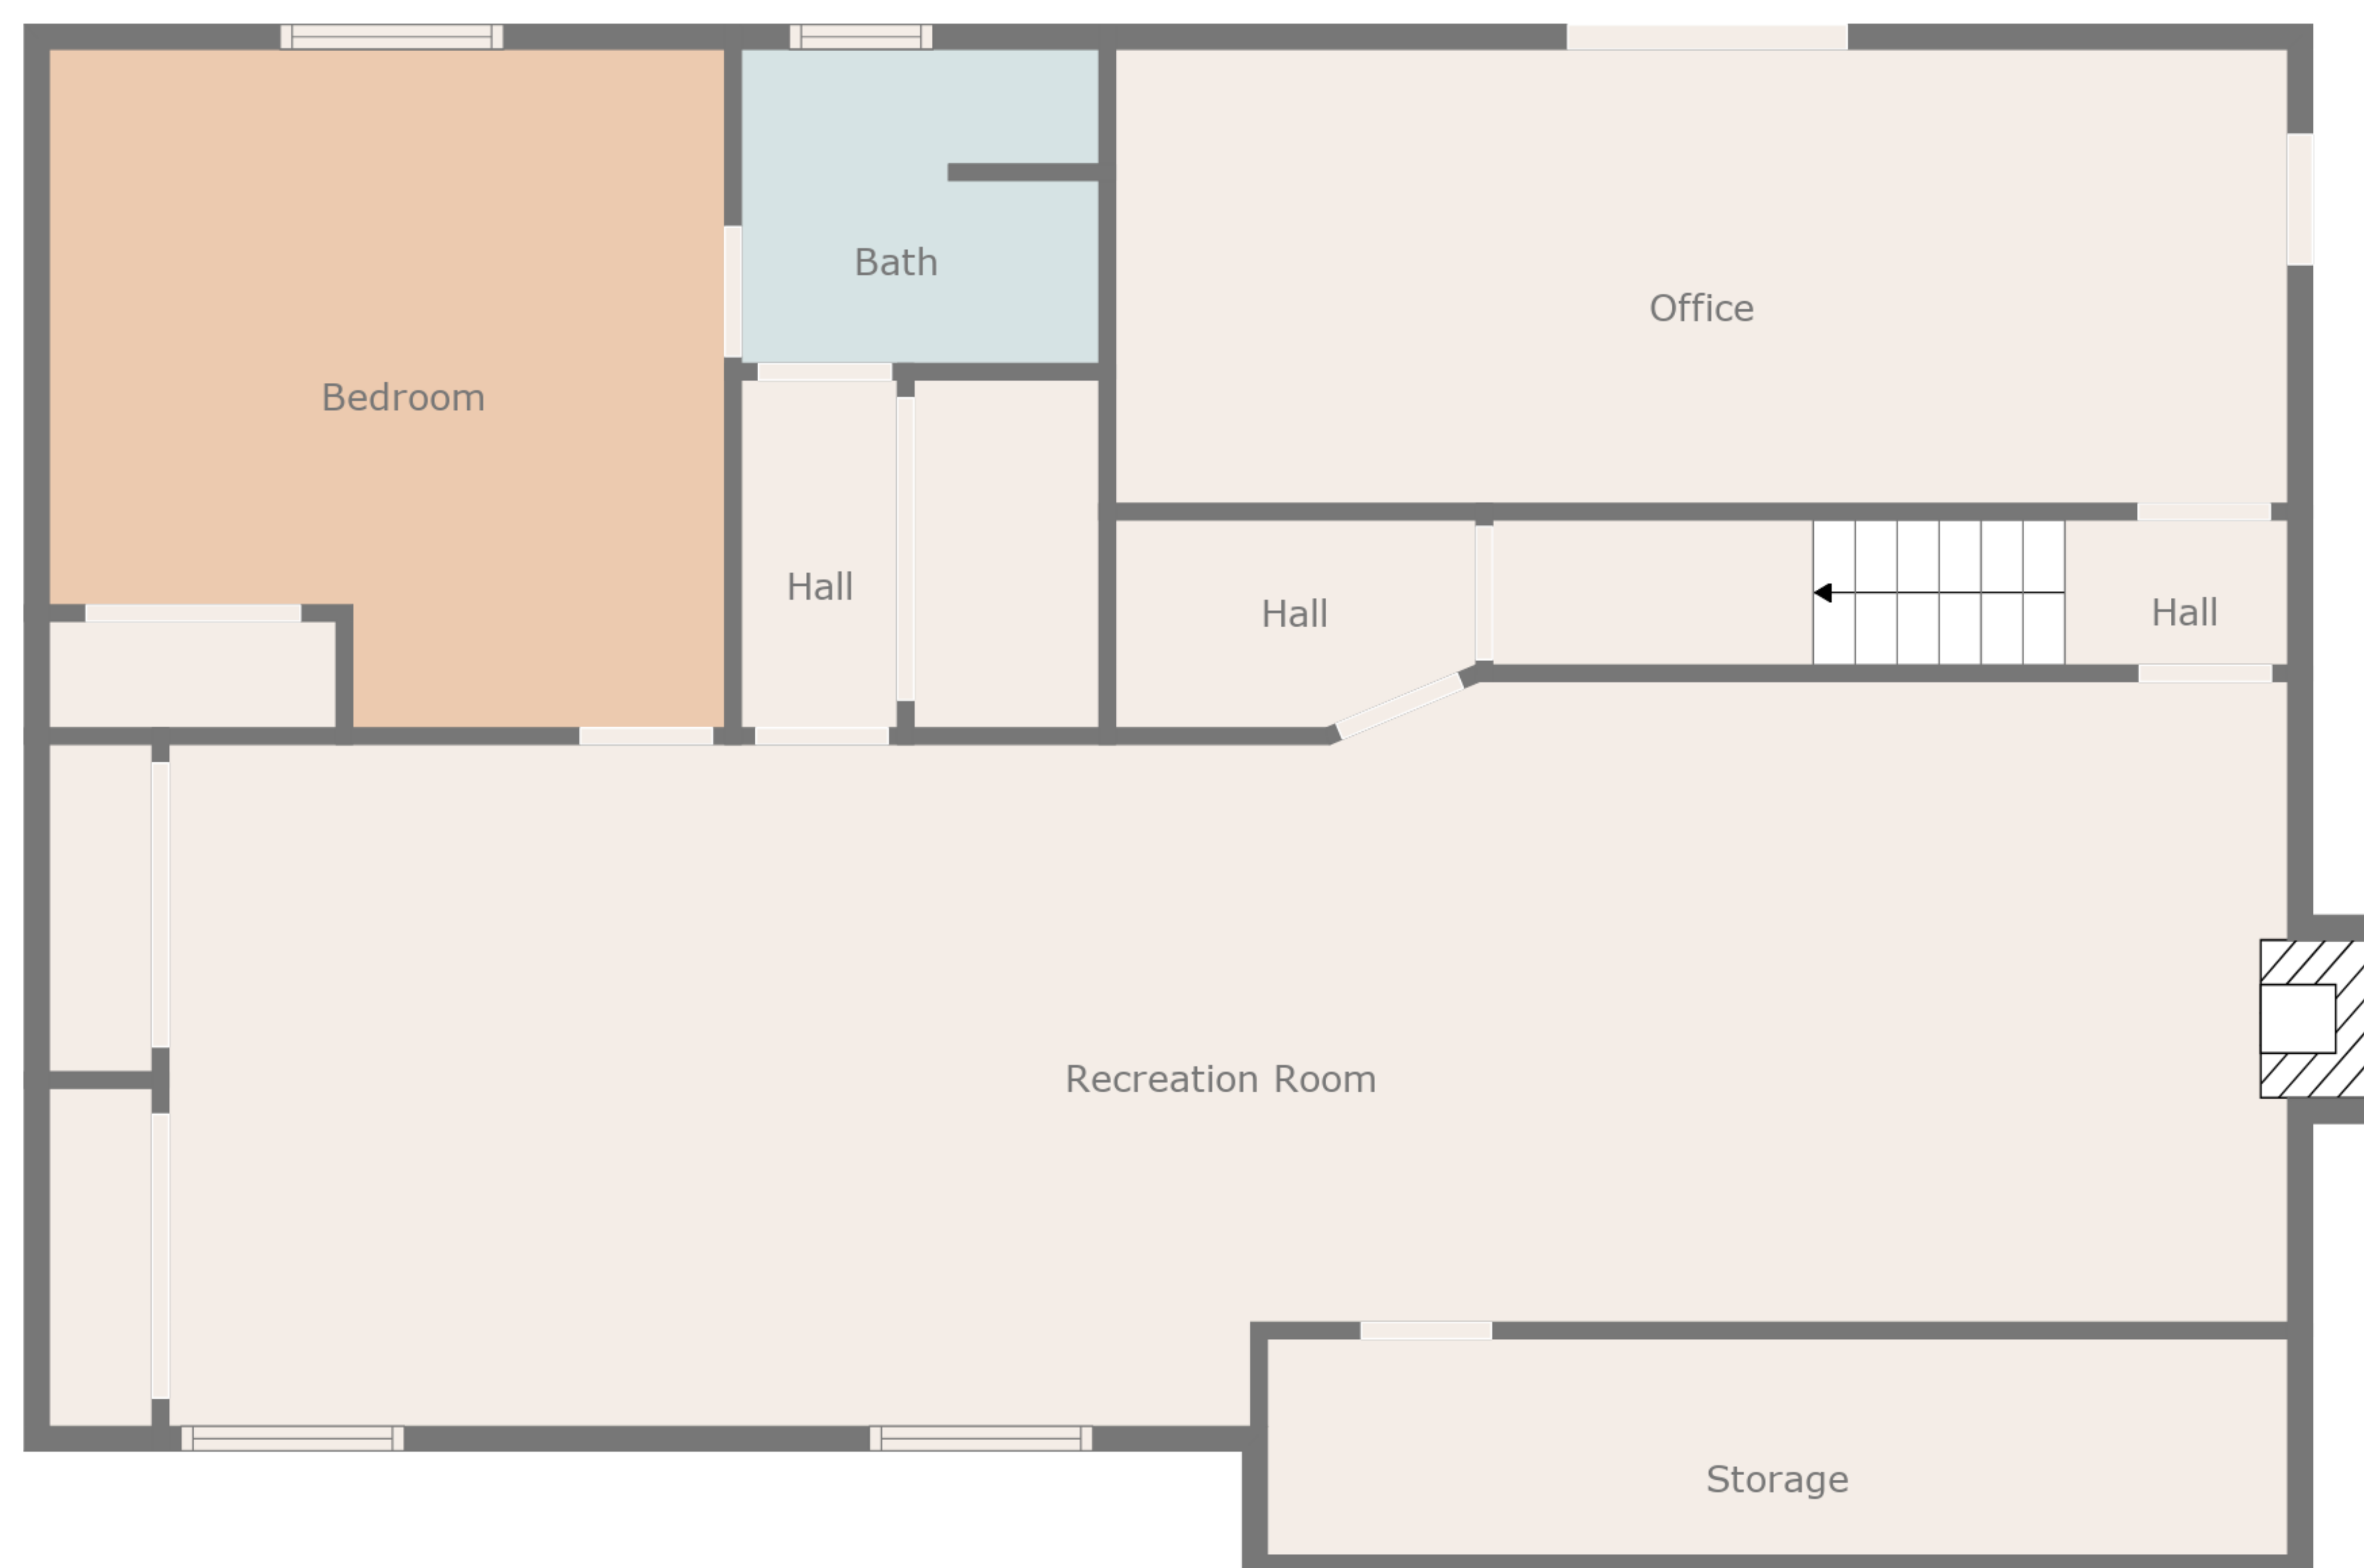 Bath
Office
Bedroom
Hall
Hall
Hall
Recreation Room
Storage